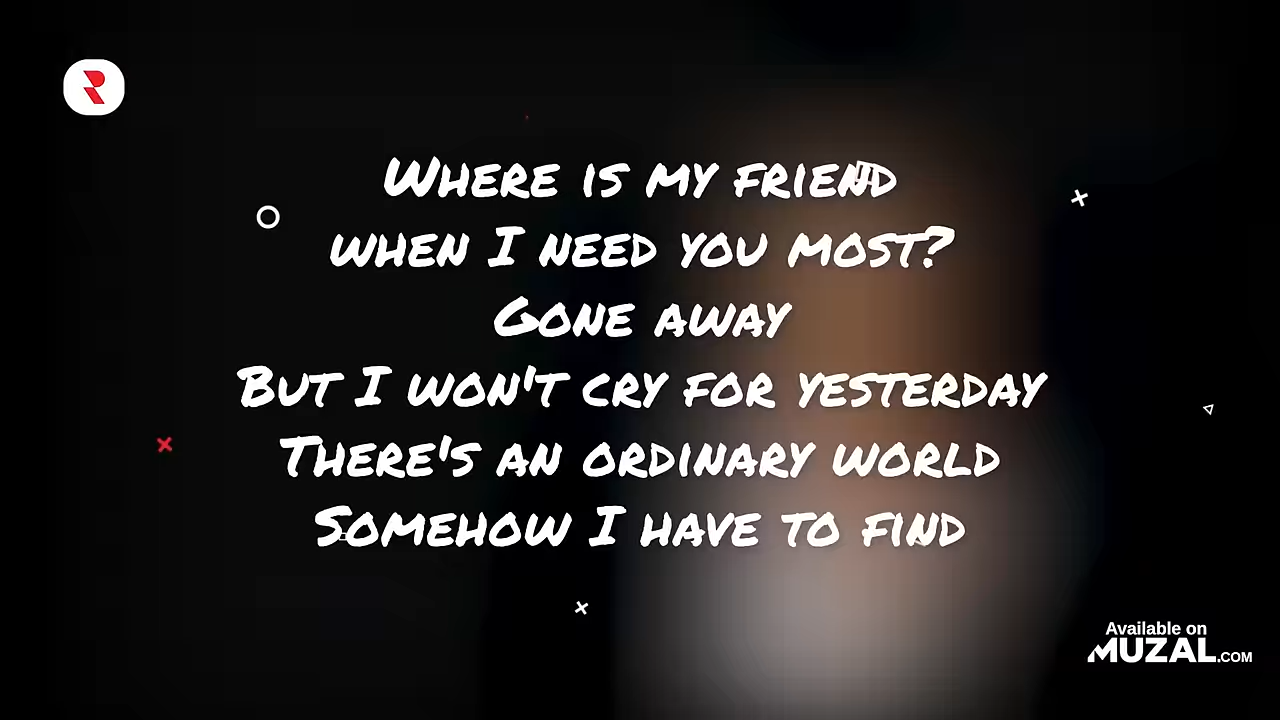 Where is my friend
when I need you most?
Gone away
But I won't cry for yesterday
There's an ordinary world
Somehow I have to find
Available on
MUZAL.COM